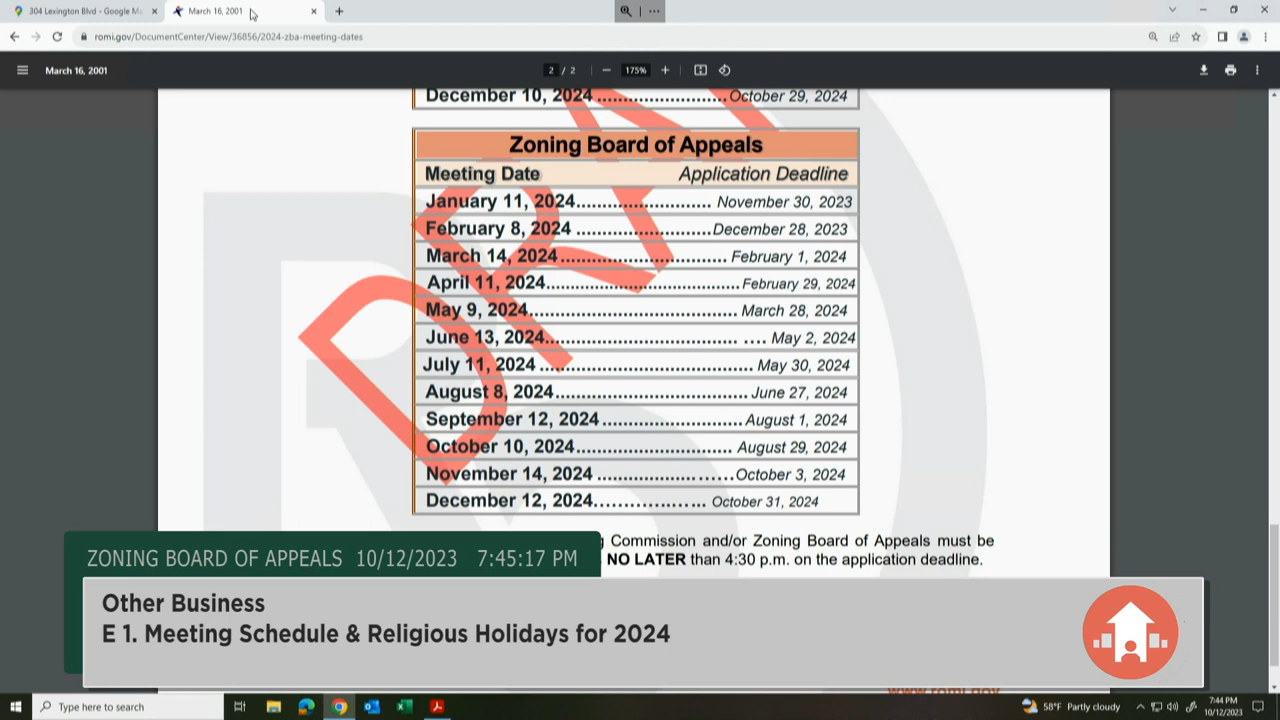 304 Lexington Blvd - Google Ma
March 16, 2001
romi.gov/DocumentCenter/View/36856/2024-zba-meeting-dates
March 16, 2001
2 / 2
175%
December 10, 2024 ........................October 29, 2024
Zoning Board of Appeals
Meeting Date Application Deadline
January 11, 2024......................... November 30, 2023
February 8, 2024 .........................December 28, 2023
March 14, 2024............................... February 1, 2024
April 11, 2024....................................February 29, 2024
May 9, 2024...................................... March 28, 2024
June 13, 2024................................... .... May 2, 2024
July 11, 2024 ....................................... May 30, 2024
August 8, 2024.................................... June 27, 2024
September 12, 2024 ..........................August 1, 2024
October 10, 2024............................. August 29, 2024
November 14, 2024 .........................October 3, 2024
December 12, 2024..................... October 31, 2024
DRA
Commission and/or Zoning Board of Appeals must be
NO LATER than 4:30 p.m. on the application deadline.
ZONING BOARD OF APPEALS 10/12/2023 7:45:17 PM
Other Business
E 1. Meeting Schedule & Religious Holidays for 2024
www.romi.gov
Type here to search
58°F Partly cloudy
7:44 PM
10/12/2023